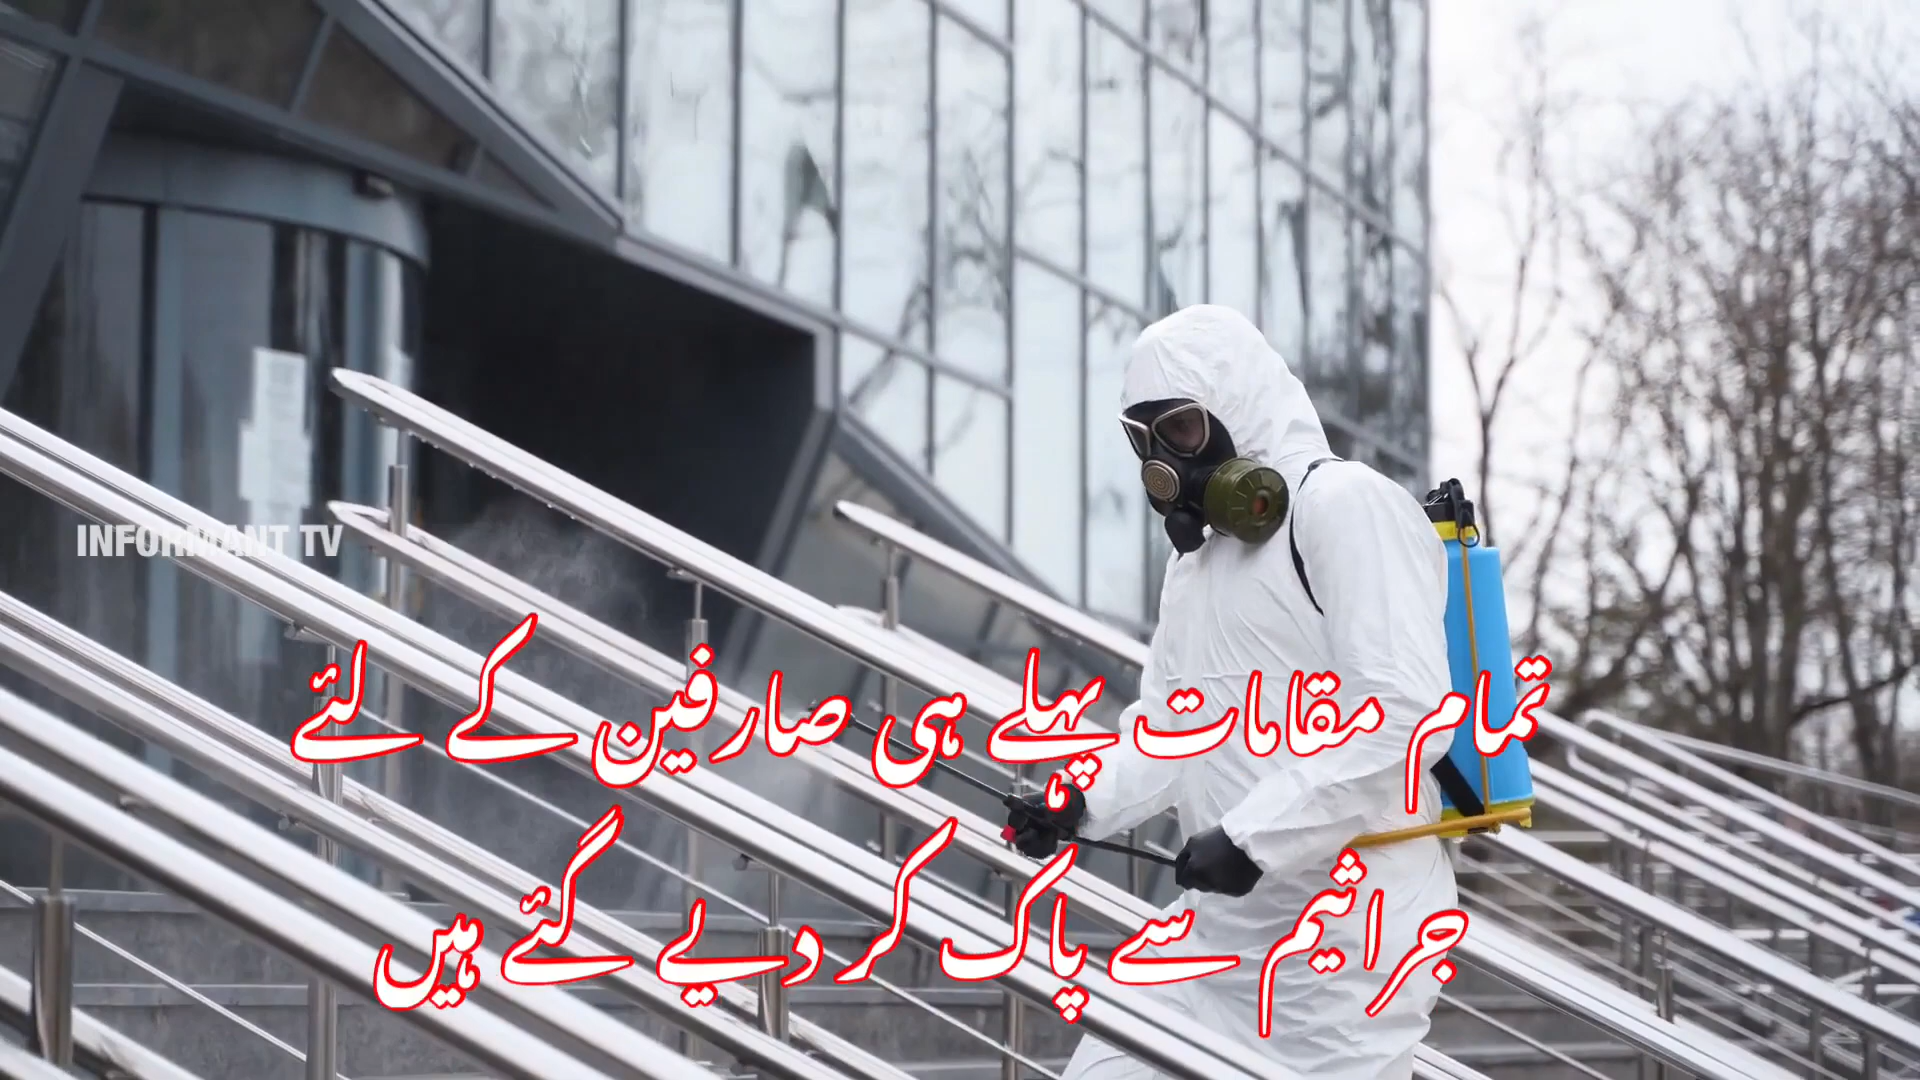 INFORMANT TV
تمام مقامات پہلے ہی صارفین کے لئے
جراثیم سے پاک کر دیے گئے ہیں